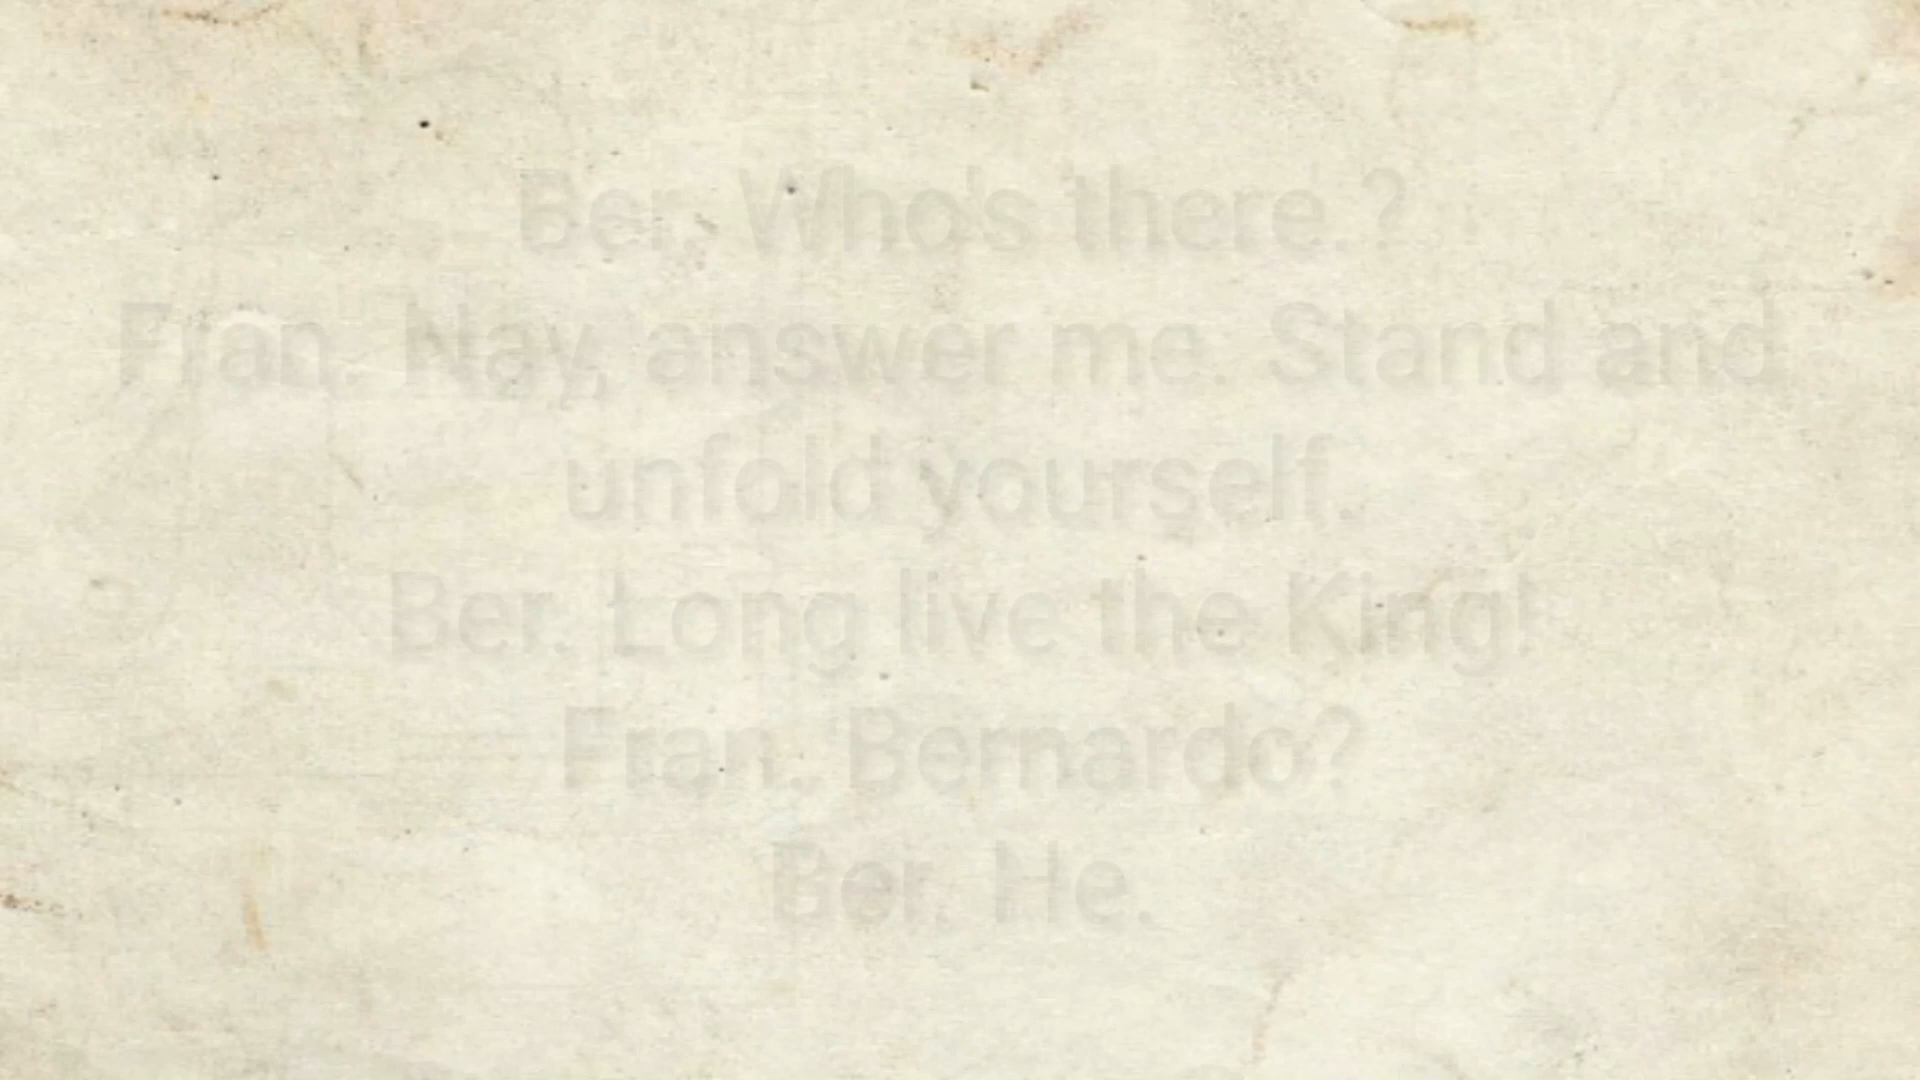 Ber. Who's there.?
Fran. Nay, answer me. Stand and
unfold yourself.
Ber. Long live the King!
Fran. Bernardo?
Ber. He.